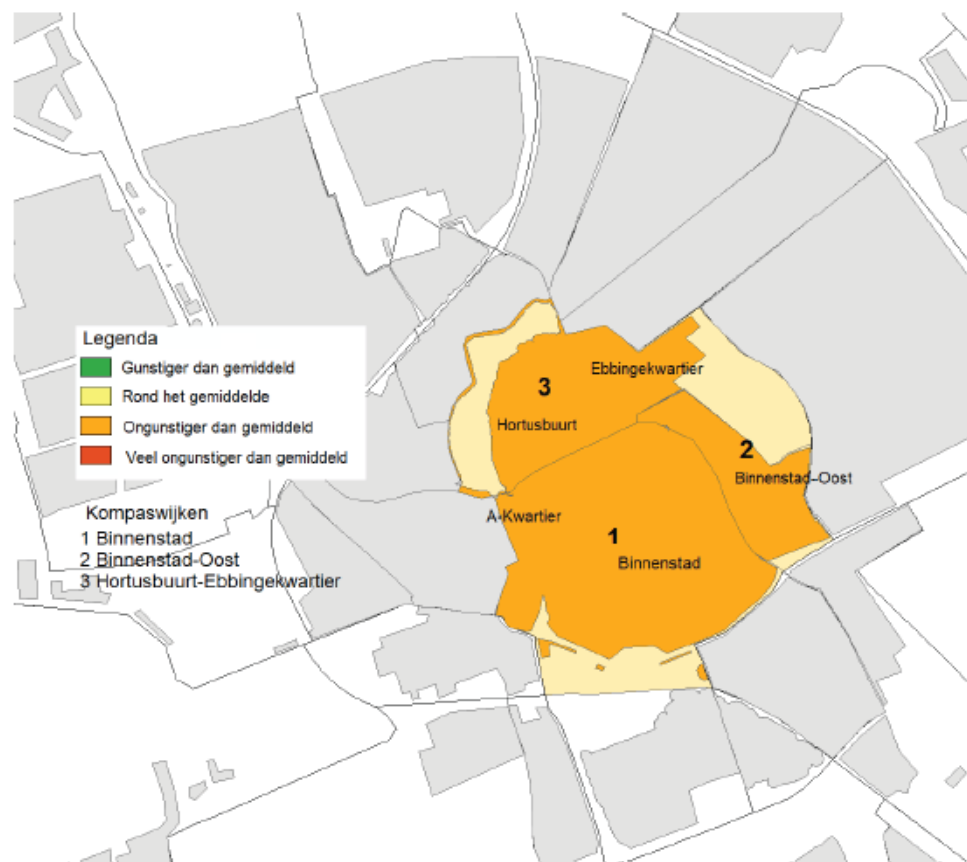 Legenda
Gunstiger dan gemiddeld
Rond het gemiddelde
Ongunstiger dan gemiddeld
Veel ongunstiger dan gemiddeld
Kompaswijken
1 Binnenstad
2 Binnenstad-Oost
3 Hortusbuurt-Ebbingekwartier
Ebbingekwartier
3
Hortusbuurt
2
Binnenstad-Oost
A-Kwartier
1
Binnenstad